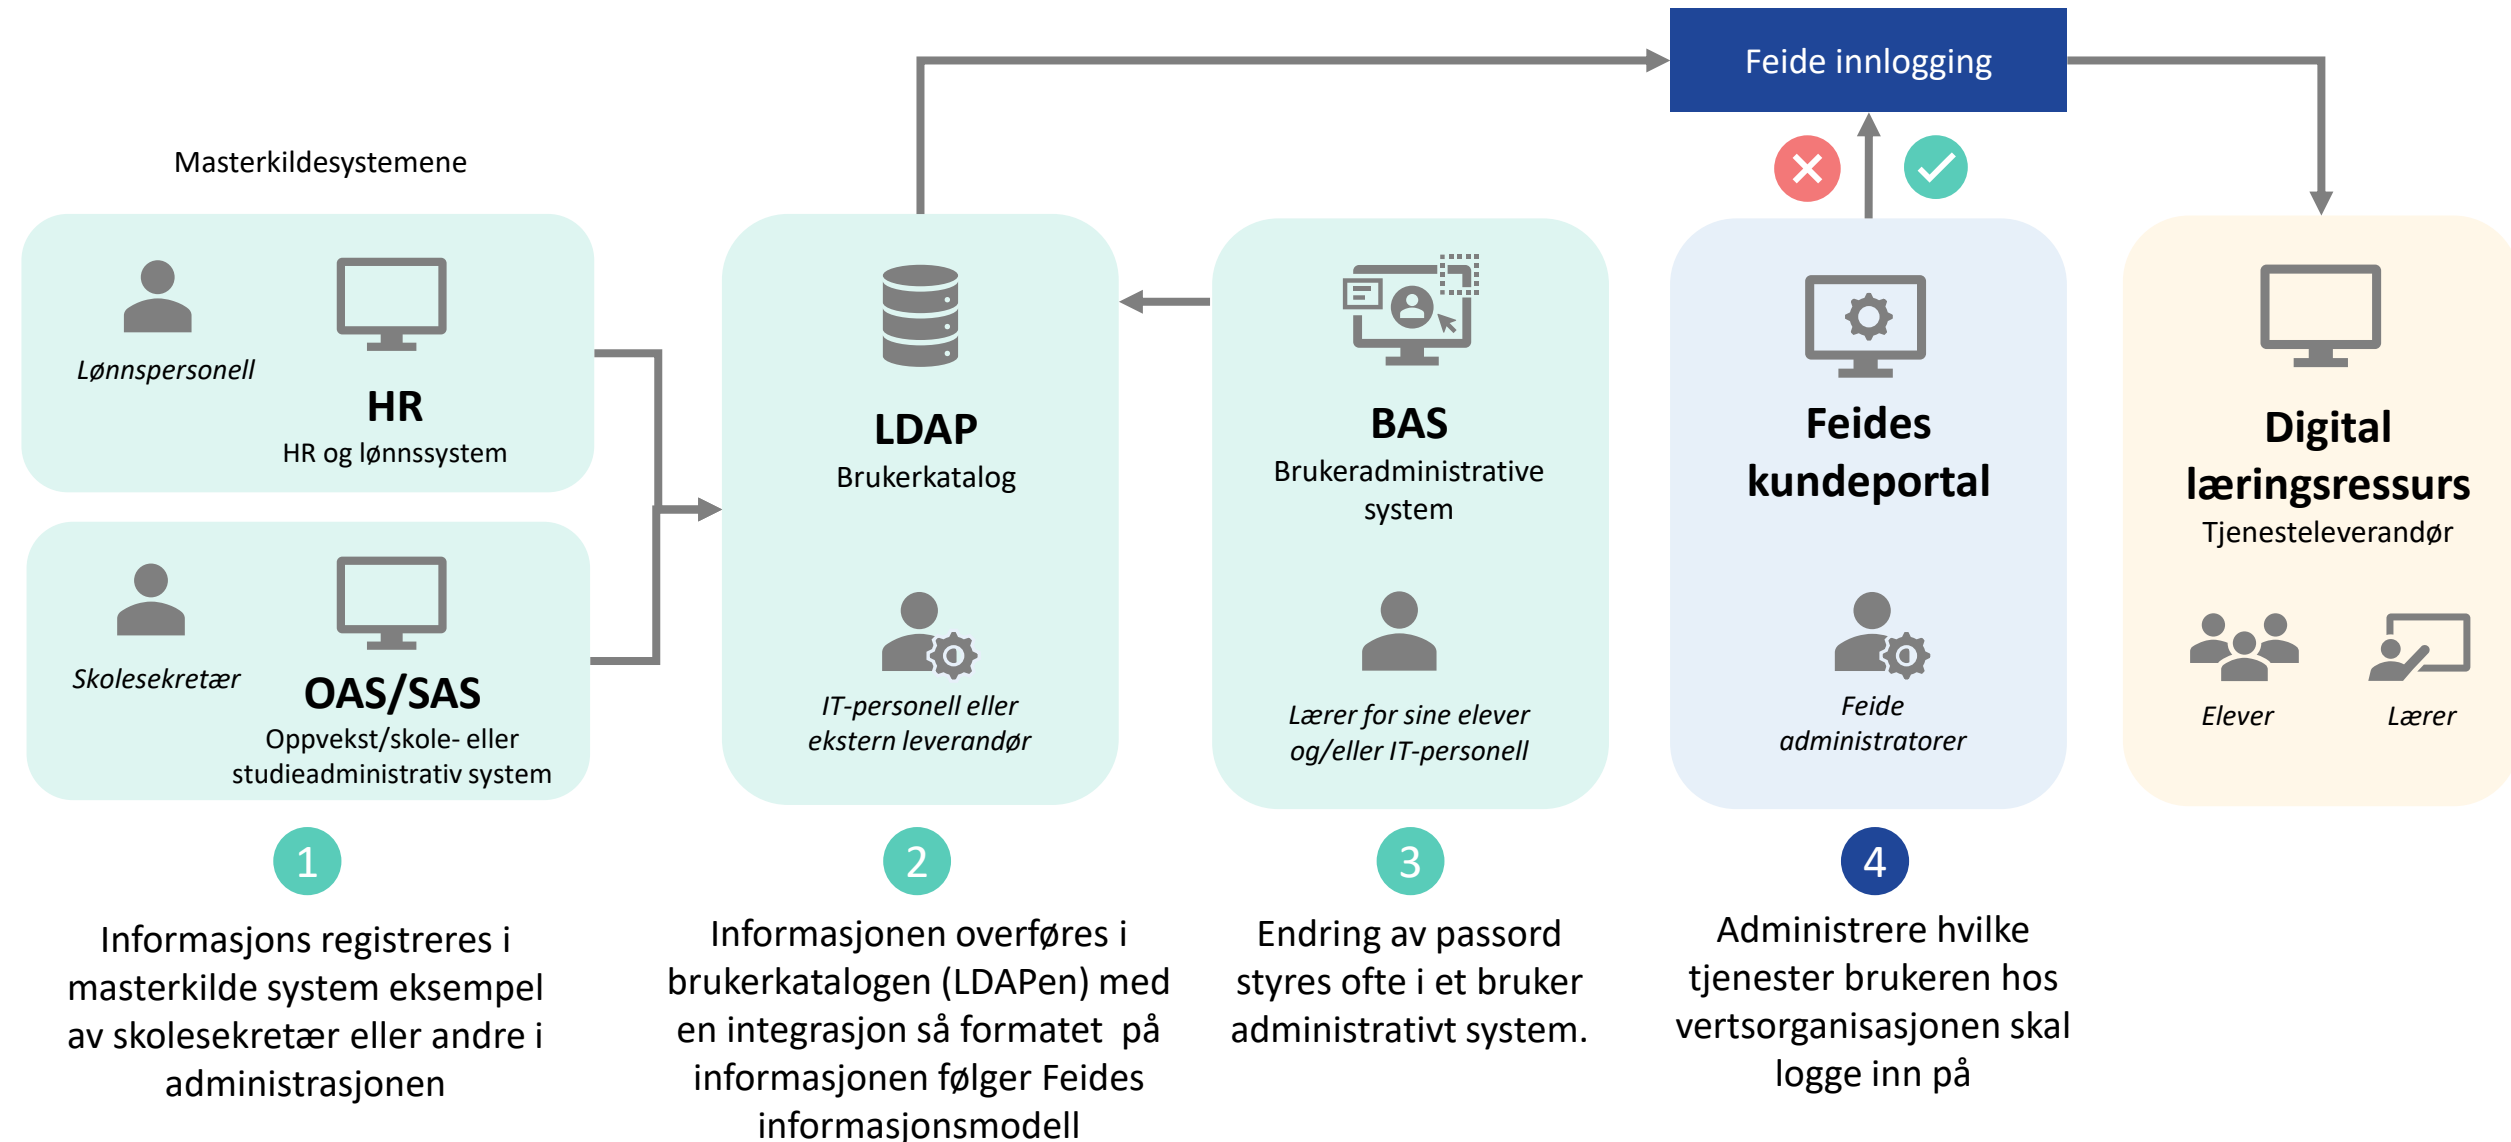 Feide innlogging
Masterkildesystemene
Lønnspersonell
HR
HR og lønnssystem
Skolesekretær
OAS/SAS
Oppvekst/skole- eller
studieadministrativ system
LDAP
Brukerkatalog
IT-personell eller
ekstern leverandør
BAS
Brukeradministrative
system
Lærer for sine elever
og/eller IT-personell
Feides
kundeportal
Feide
administratorer
Digital
læringsressurs
Tjenesteleverandør
Elever
Lærer
1
Informasjons registreres i
masterkilde system eksempel
av skolesekretær eller andre i
administrasjonen
2
Informasjonen overføres i
brukerkatalogen (LDAPen) med
en integrasjon så formatet på
informasjonen følger Feides
informasjonsmodell
3
Endring av passord
styres ofte i et bruker
administrativt system.
4
Administrere hvilke
tjenester brukeren hos
vertsorganisasjonen skal
logge inn på